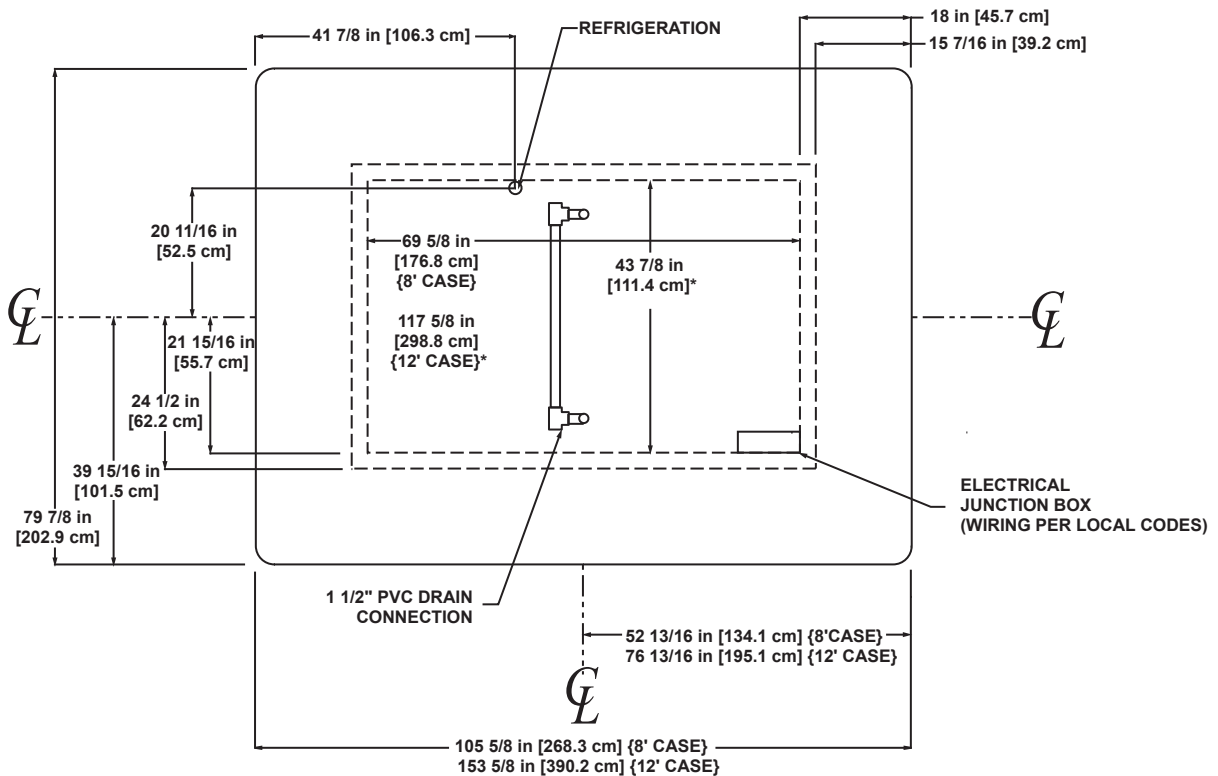 18 in [45.7 cm]
41 7/8 in [106.3 cm]
REFRIGERATION
15 7/16 in [39.2 cm]
20 11/16 in
[52.5 cm]
69 5/8 in
[176.8 cm]
{8' CASE}
43 7/8 in
[111.4 cm]*
117 5/8 in
[298.8 cm]
{12' CASE}*
CL
CL
21 15/16 in
[55.7 cm]
24 1/2 in
[62.2 cm]
39 15/16 in
[101.5 cm]
79 7/8 in
[202.9 cm]
ELECTRICAL
JUNCTION BOX
(WIRING PER LOCAL CODES)
1 1/2" PVC DRAIN
CONNECTION
52 13/16 in [134.1 cm] {8'CASE}
76 13/16 in [195.1 cm] {12' CASE}
CL
105 5/8 in [268.3 cm] {8' CASE}
153 5/8 in [390.2 cm] {12' CASE}